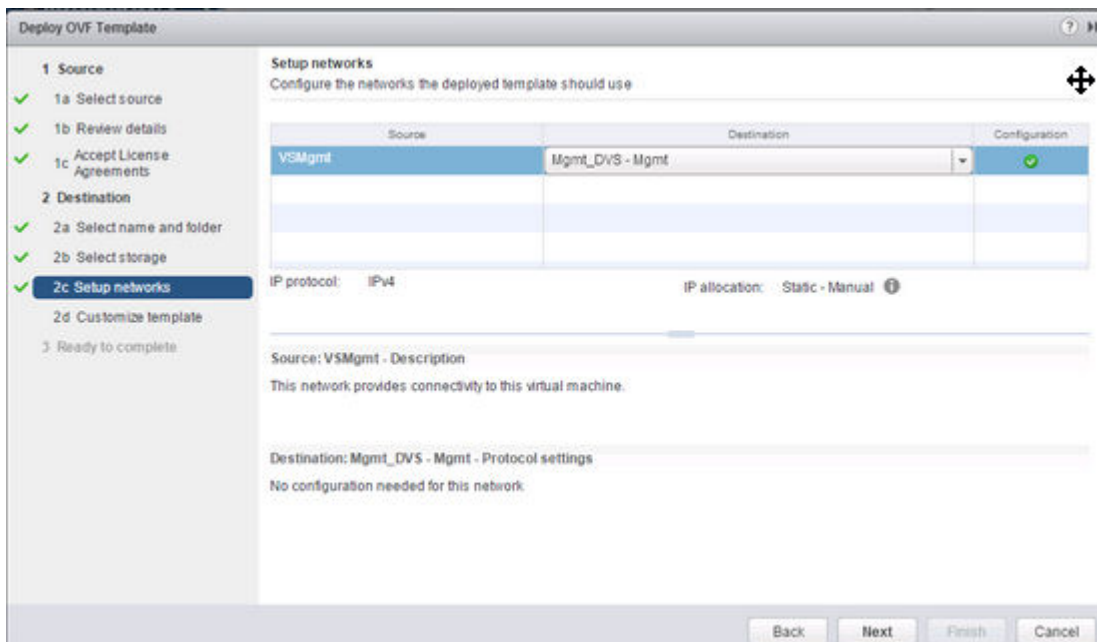 Deploy OVF Template
1 Source
1a Select source
1b Review details
1c Accept License
Agreements
2 Destination
2a Select name and folder
2b Select storage
2c Setup networks
2d Customize template
3 Ready to complete
Setup networks
Configure the networks the deployed template should use
Source Destination Configuration
VSMgmt Mgmt_DVS - Mgmt
IP protocol: IPv4 IP allocation: Static - Manual
Source: VSMgmt - Description
This network provides connectivity to this virtual machine.
Destination: Mgmt_DVS - Mgmt - Protocol settings
No configuration needed for this network
Back Next Finish Cancel